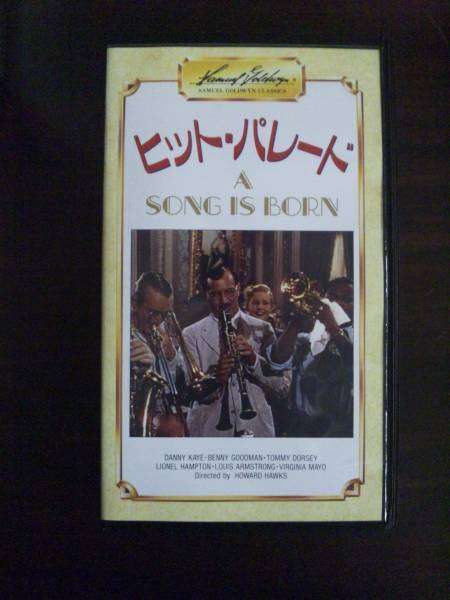 Samuel Goldwyn
SAMUEL GOLDWYN CLASSICS
ヒット・パレード
A
SONG IS BORN
DANNY KAYE・BENNY GOODMAN・TOMMY DORSEY
LIONEL HAMPTON・LOUIS ARMSTRONG・VIRGINIA MAYO
Directed by HOWARD HAWKS